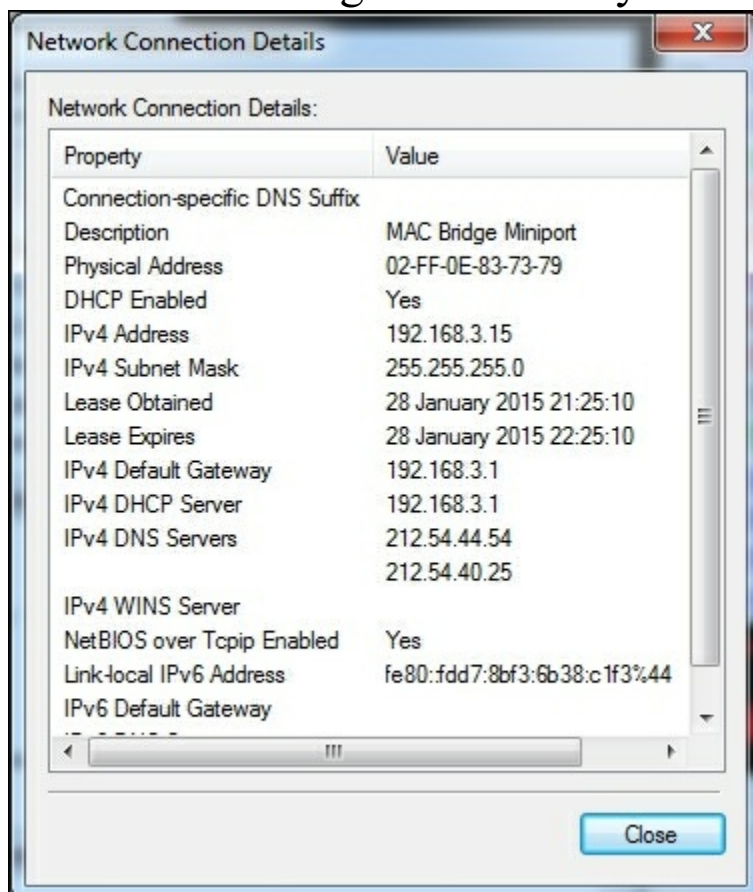 Network Connection Details
Network Connection Details:
Property Value
Connection-specific DNS Suffix
Description MAC Bridge Miniport
Physical Address 02-FF-0E-83-73-79
DHCP Enabled Yes
IPv4 Address 192.168.3.15
IPv4 Subnet Mask 255.255.255.0
Lease Obtained 28 January 2015 21:25:10
Lease Expires 28 January 2015 22:25:10
IPv4 Default Gateway 192.168.3.1
IPv4 DHCP Server 192.168.3.1
IPv4 DNS Servers 212.54.44.54
212.54.40.25
IPv4 WINS Server
NetBIOS over Tcpip Enabled Yes
Link-local IPv6 Address fe80::fdd7:8bf3:6b38:c1f3%44
IPv6 Default Gateway
Close